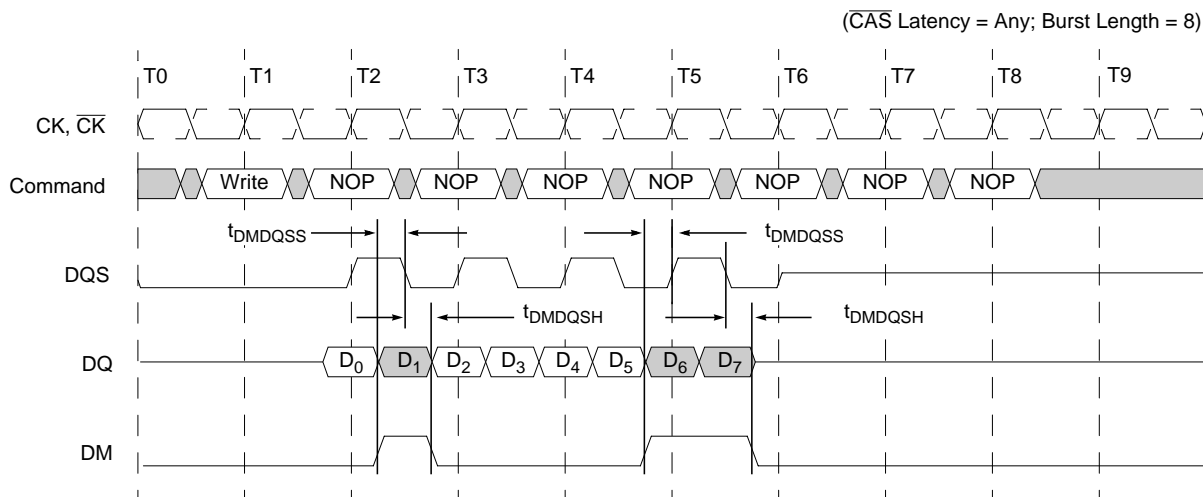 (CAS Latency = Any; Burst Length = 8)
T0 T1 T2 T3 T4 T5 T6 T7 T8 T9
CK, CK
Command Write NOP NOP NOP NOP NOP NOP NOP
tDMDQSS tDMDQSS
DQS
tDMDQSH tDMDQSH
DQ D0 D1 D2 D3 D4 D5 D6 D7
DM